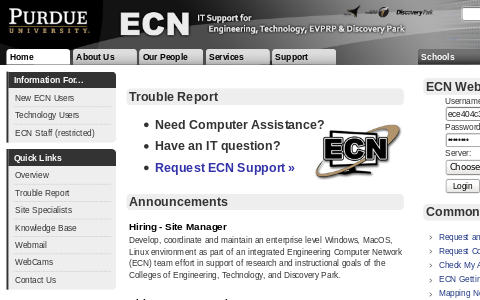 PURDUE
UNIVERSITY
ECN
IT Support for
Engineering, Technology, EVPRP & Discovery Park
Discovery Park
Home
About Us
Our People
Services
Support
Schools
Information For...
New ECN Users
Technology Users
ECN Staff (restricted)
Quick Links
Overview
Trouble Report
Site Specialists
Knowledge Base
Webmail
WebCams
Contact Us
Trouble Report
Need Computer Assistance?
Have an IT question?
Request ECN Support »
ECN
Announcements
Hiring - Site Manager
Develop, coordinate and maintain an enterprise level Windows, MacOS,
Linux environment as part of an integrated Engineering Computer Network
(ECN) team effort in support of research and instructional goals of the
Colleges of Engineering, Technology, and Discovery Park.
ECN Web
Username
ece404c3
Password
Server:
Choose
Login
Common
Request an
Request Co
Check My A
ECN Gettin
Mapping Ne